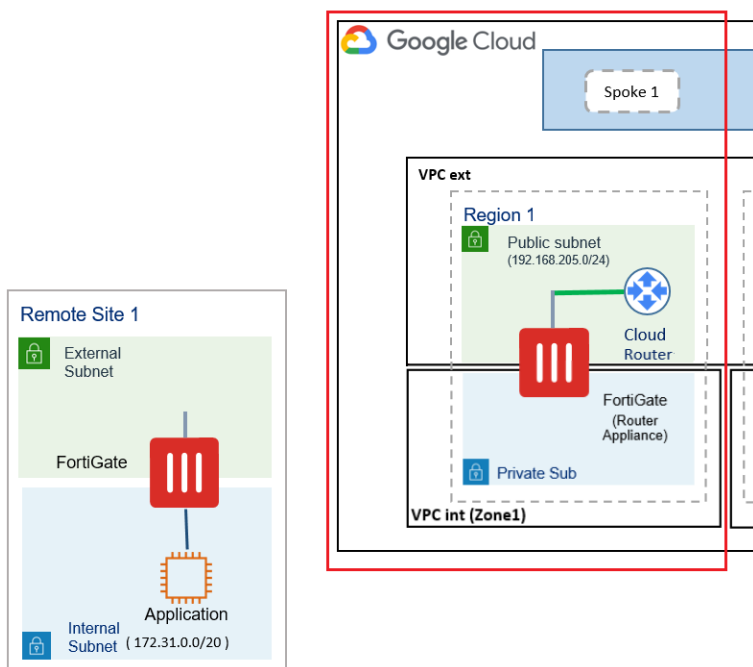 Google Cloud
Spoke 1
VPC ext
Region 1
Public subnet
(192.168.205.0/24)
Cloud
Router
FortiGate
(Router
Appliance)
Private Sub
VPC int (Zone1)
Remote Site 1
External
Subnet
FortiGate
Application
Internal
Subnet ( 172.31.0.0/20 )